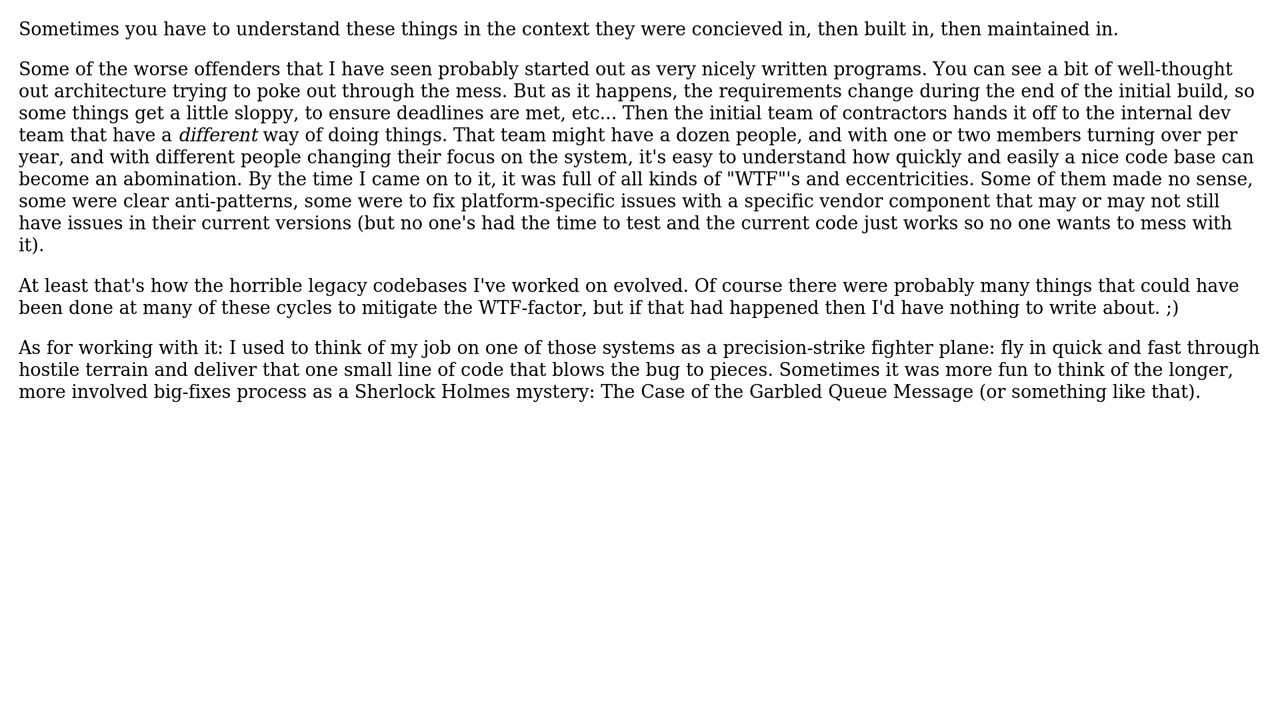 Sometimes you have to understand these things in the context they were concieved in, then built in, then maintained in.
Some of the worse offenders that I have seen probably started out as very nicely written programs. You can see a bit of well-thought
out architecture trying to poke out through the mess. But as it happens, the requirements change during the end of the initial build, so
some things get a little sloppy, to ensure deadlines are met, etc... Then the initial team of contractors hands it off to the internal dev
team that have a different way of doing things. That team might have a dozen people, and with one or two members turning over per
year, and with different people changing their focus on the system, it's easy to understand how quickly and easily a nice code base can
become an abomination. By the time I came on to it, it was full of all kinds of "WTF"'s and eccentricities. Some of them made no sense,
some were clear anti-patterns, some were to fix platform-specific issues with a specific vendor component that may or may not still
have issues in their current versions (but no one's had the time to test and the current code just works so no one wants to mess with
it).
At least that's how the horrible legacy codebases I've worked on evolved. Of course there were probably many things that could have
been done at many of these cycles to mitigate the WTF-factor, but if that had happened then I'd have nothing to write about. ;)
As for working with it: I used to think of my job on one of those systems as a precision-strike fighter plane: fly in quick and fast through
hostile terrain and deliver that one small line of code that blows the bug to pieces. Sometimes it was more fun to think of the longer,
more involved big-fixes process as a Sherlock Holmes mystery: The Case of the Garbled Queue Message (or something like that).